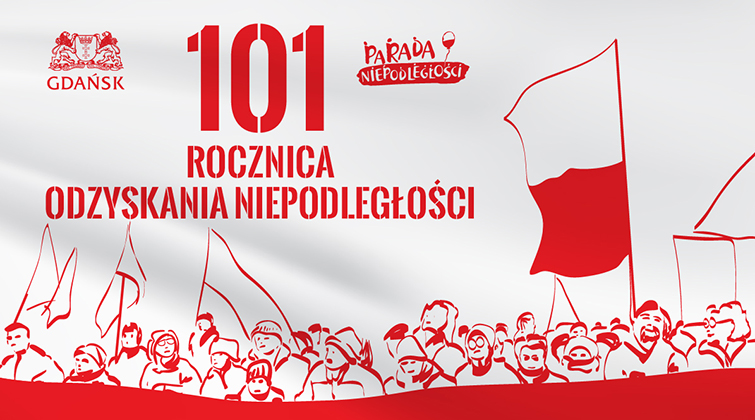 GDAŃSK
101
PARADA
NIEPODLEGŁOŚCI
ROCZNICA
ODZYSKANIA NIEPODLEGŁOŚCI